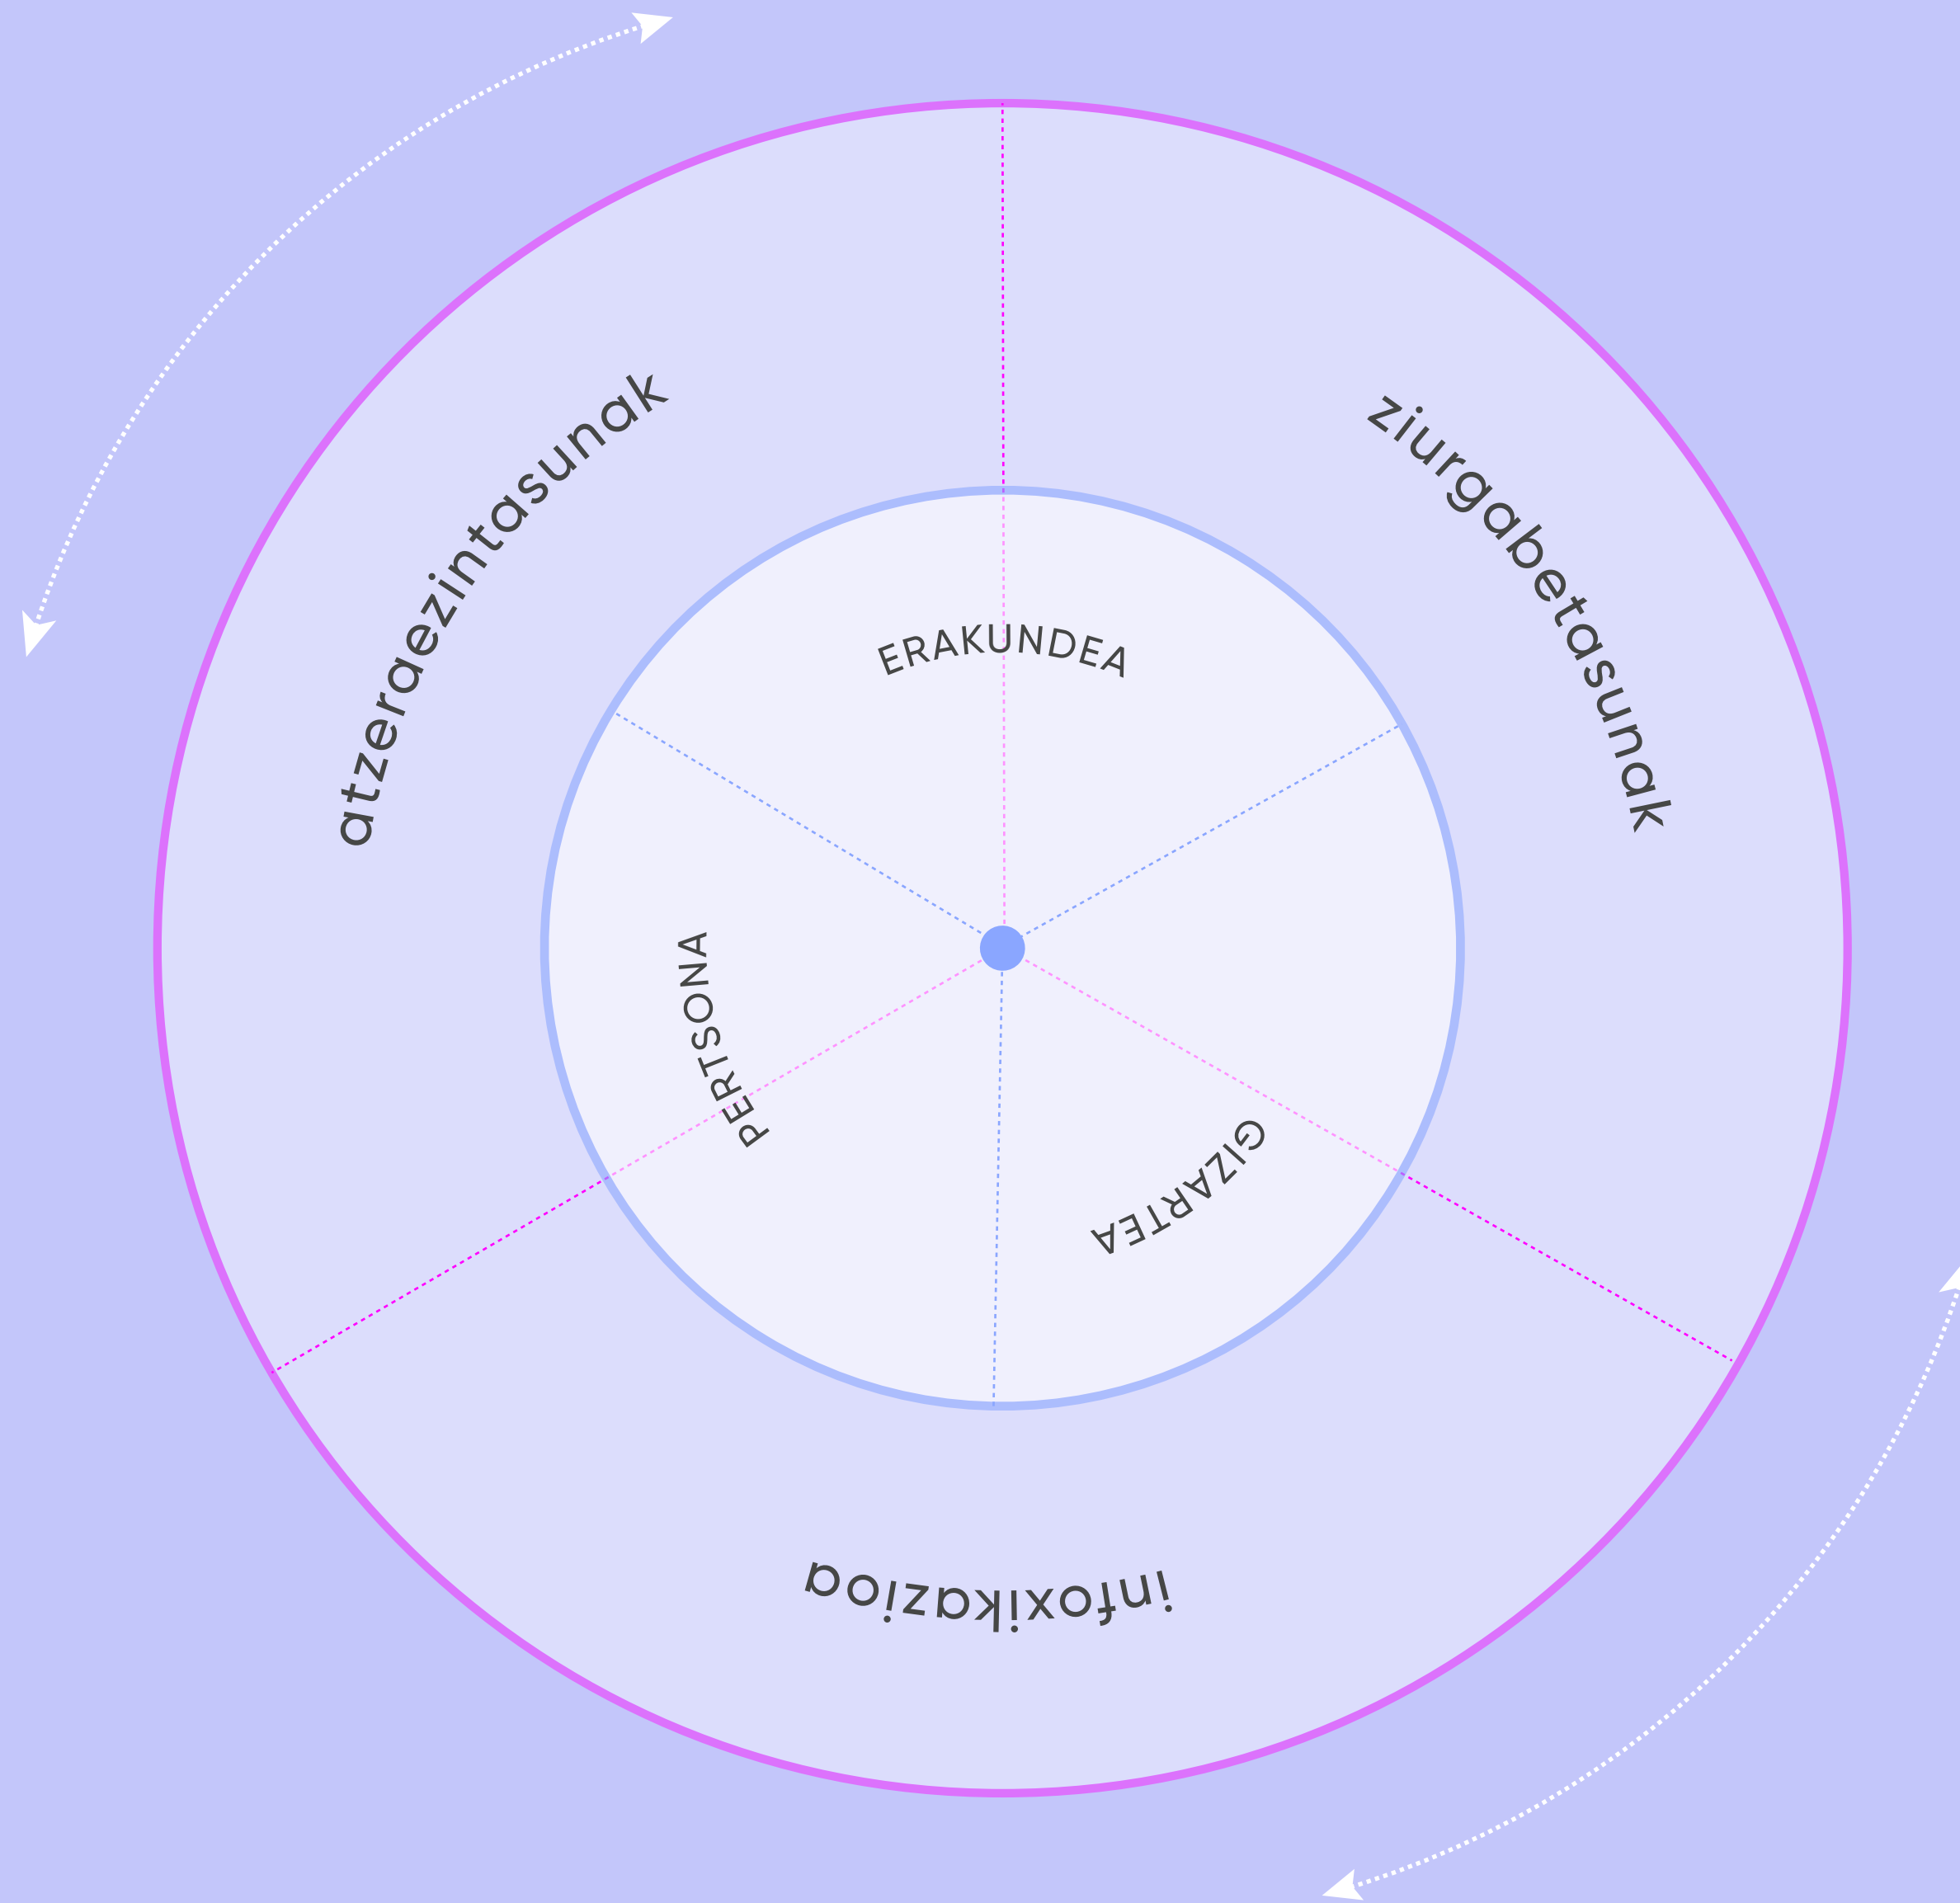 atzeraezintasunak
ziurgabetasunak
ERAKUNDEA
PERTSONA
GIZARTEA
infoxikazioa